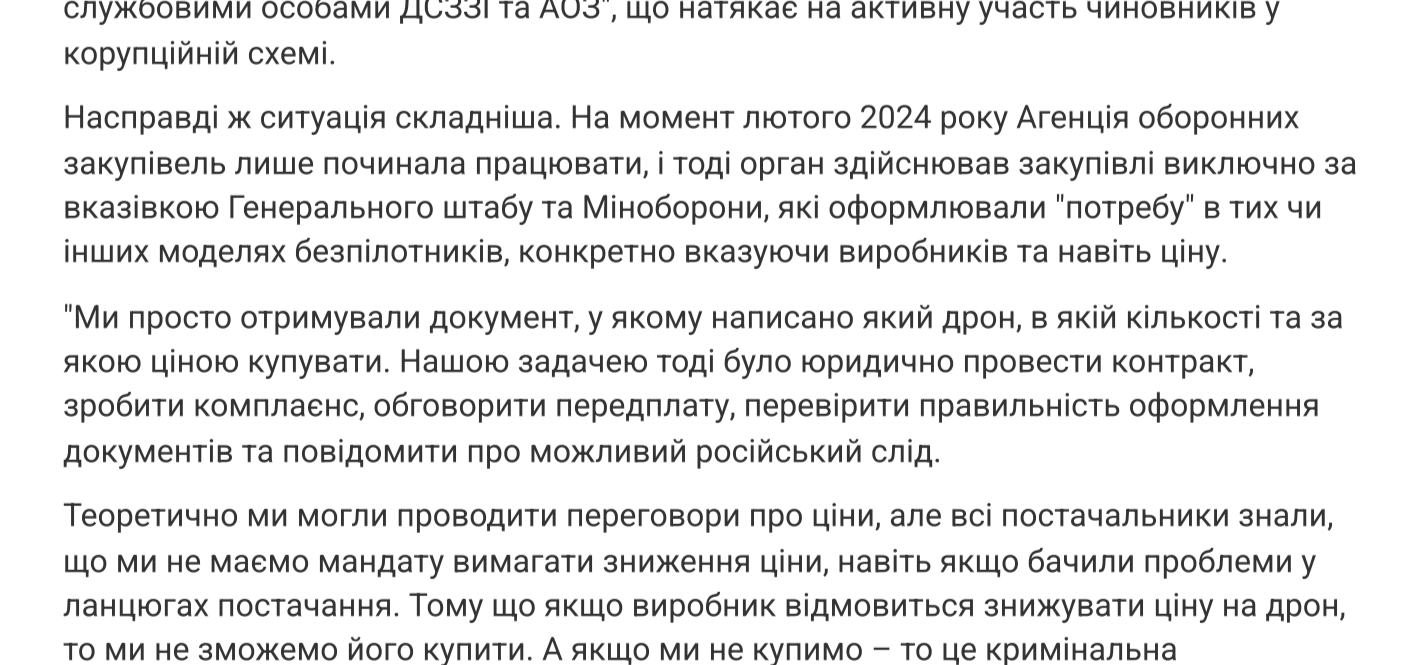 службовими особами ДССЗЗІ та АОЗ", що натякає на активну участь чиновників у
корупційній схемі.
Насправді ж ситуація складніша. На момент лютого 2024 року Агенція оборонних
закупівель лише починала працювати, і тоді орган здійснював закупівлі виключно за
вказівкою Генерального штабу та Міноборони, які оформлювали "потребу" в тих чи
інших моделях безпілотників, конкретно вказуючи виробників та навіть ціну.
"Ми просто отримували документ, у якому написано який дрон, в якій кількості та за
якою ціною купувати. Нашою задачею тоді було юридично провести контракт,
зробити комплаєнс, обговорити передплату, перевірити правильність оформлення
документів та повідомити про можливий російський слід.
Теоретично ми могли проводити переговори про ціни, але всі постачальники знали,
що ми не маємо мандату вимагати зниження ціни, навіть якщо бачили проблеми у
ланцюгах постачання. Тому що якщо виробник відмовиться знижувати ціну на дрон,
то ми не зможемо його купити. А якщо ми не купимо – то це кримінальна